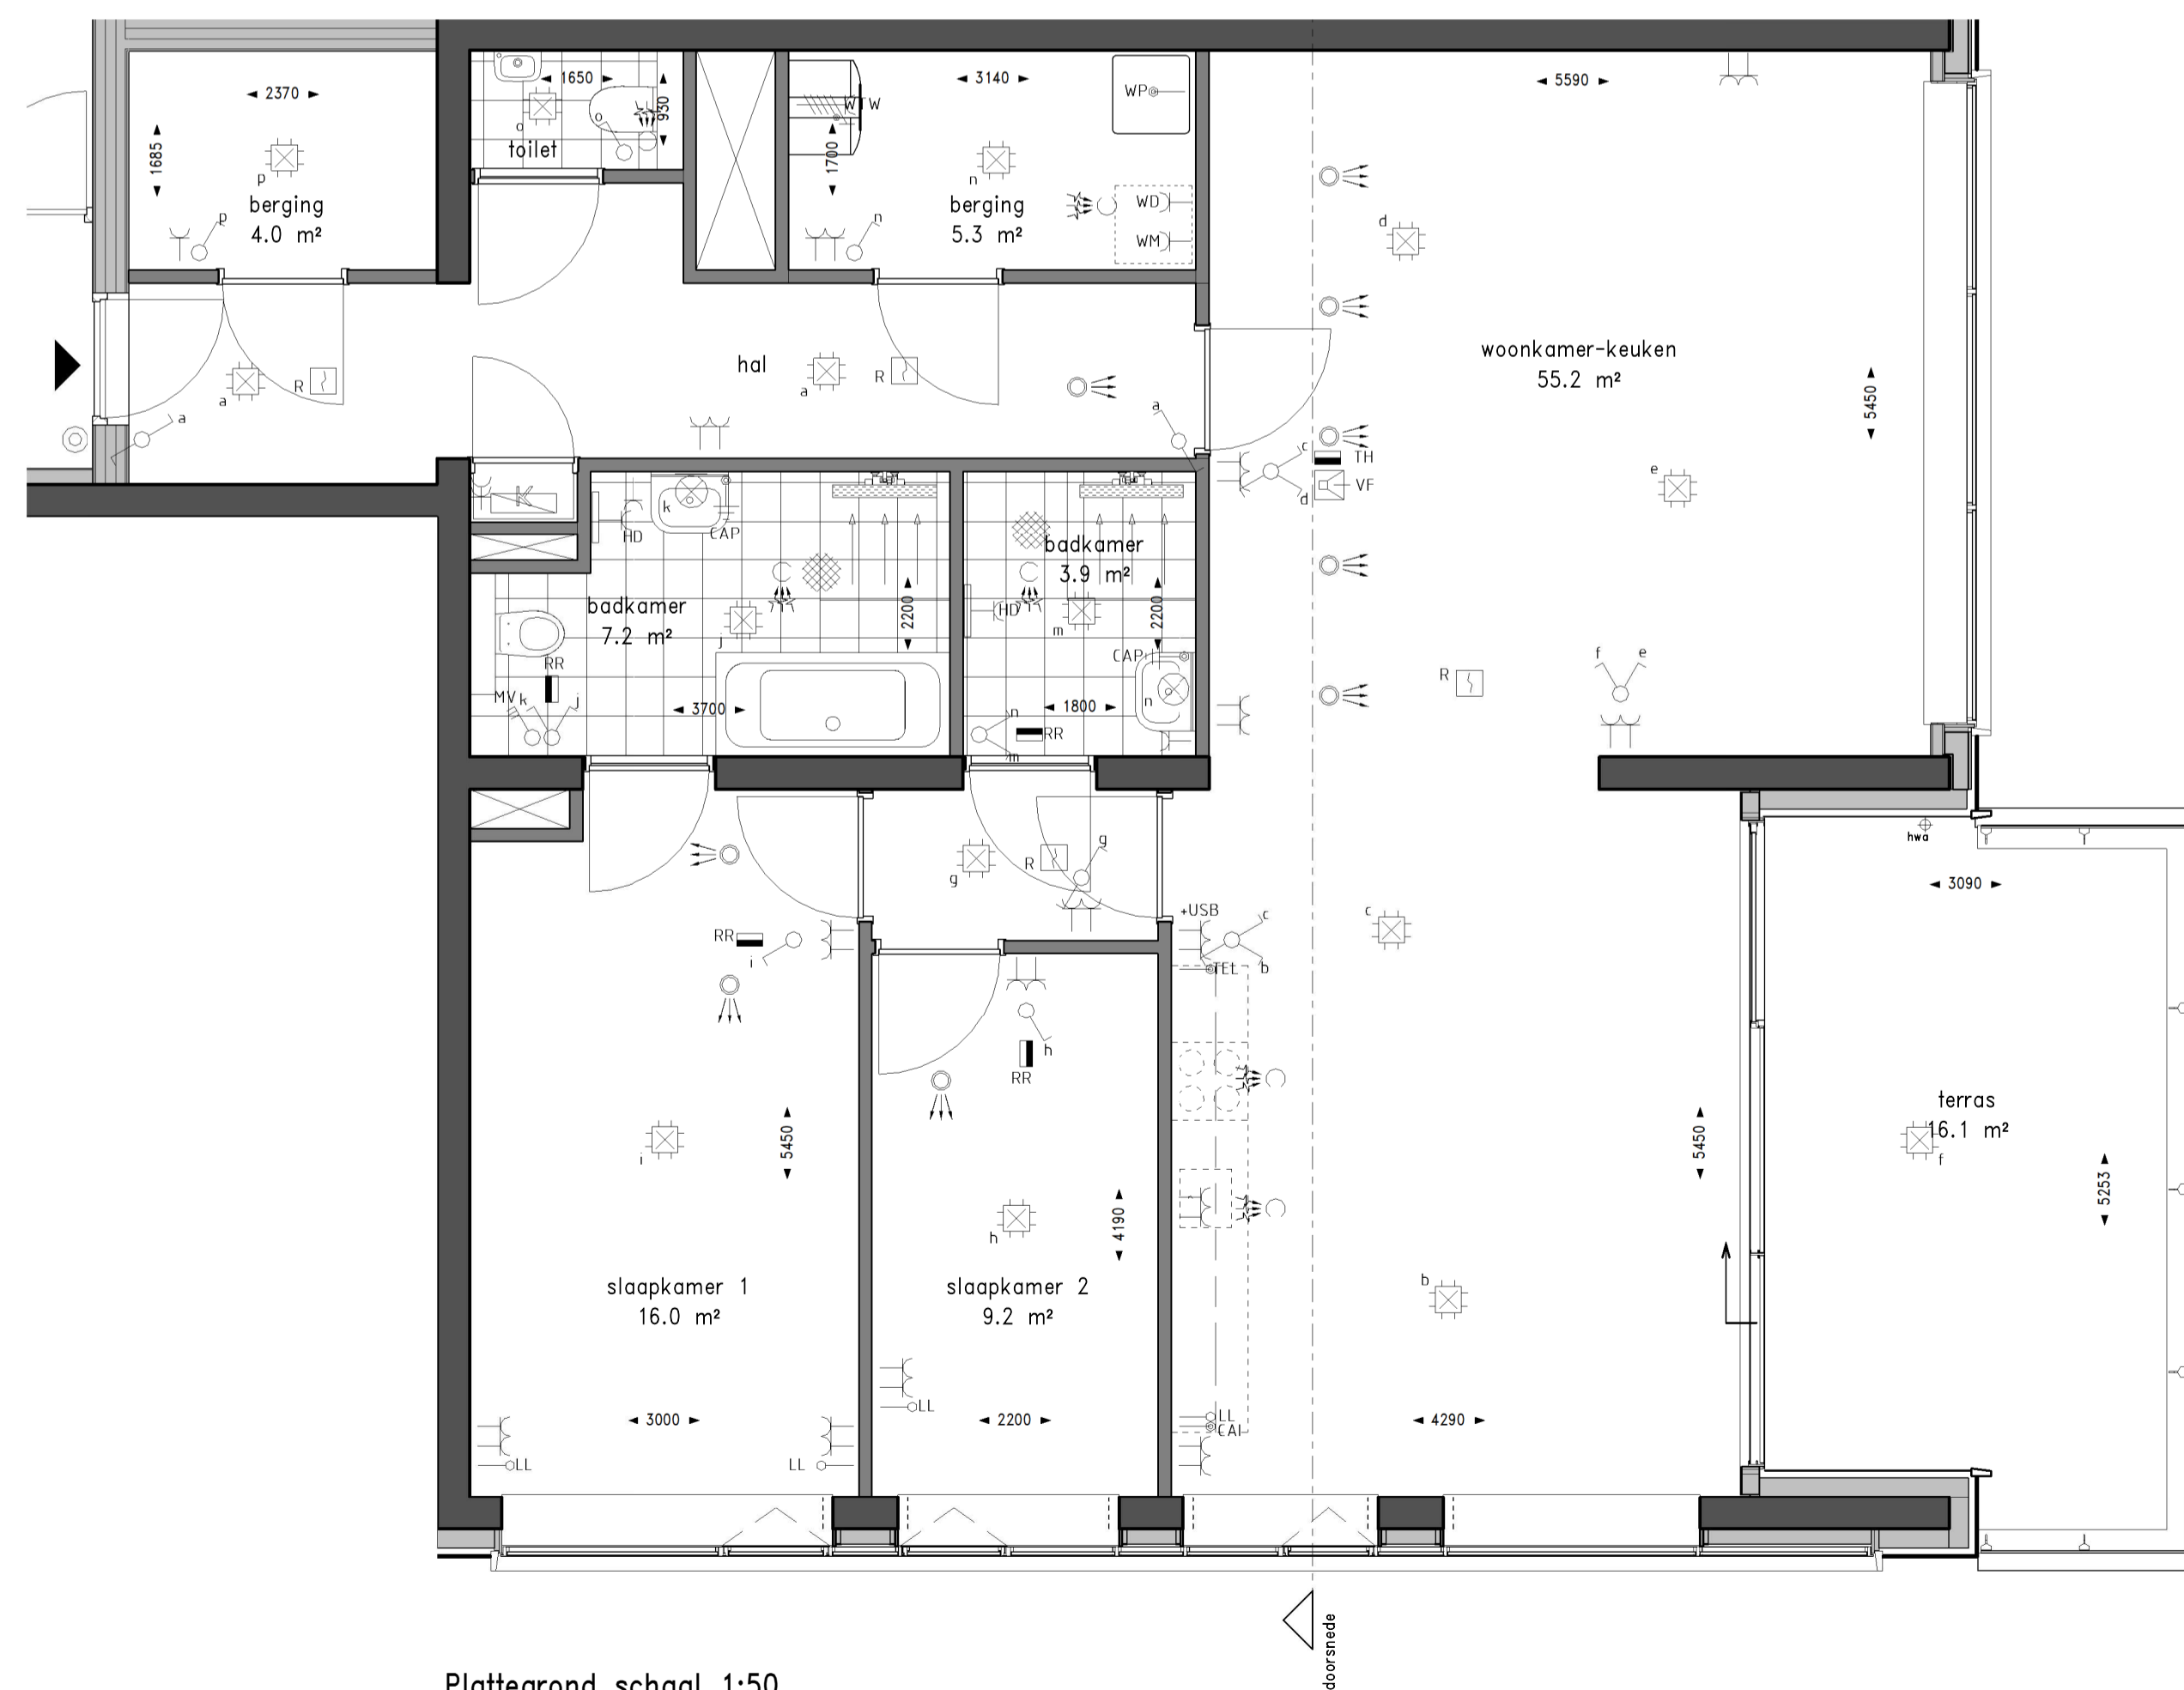 2370
1685
p
berging
4.0 m²
p
1650
930
o
o
toilet
3140
WTW
1700
WP
n
berging
5.3 m²
n
WD
WM
5590
d
woonkamer-keuken
55.2 m²
5450
e
hal
a
R
a
a
R
a
c
d
TH
VF
K
HD
k
CAP
badkamer
7.2 m²
j
2200
RR
MV
k
j
3700
badkamer
3.9 m²
HD
m
2200
CAP
n
1800
n
RR
m
R
f
e
hwa
3090
g
R
g
RR
i
+USB
c
TEL
b
c
h
RR
i
5450
h
4190
5450
terras
16.1 m²
f
5253
slaapkamer 1
16.0 m²
slaapkamer 2
9.2 m²
b
LL
3000
LL
LL
2200
LL
CAI
4290
doorsnede
Plattegrond schaal 1:50